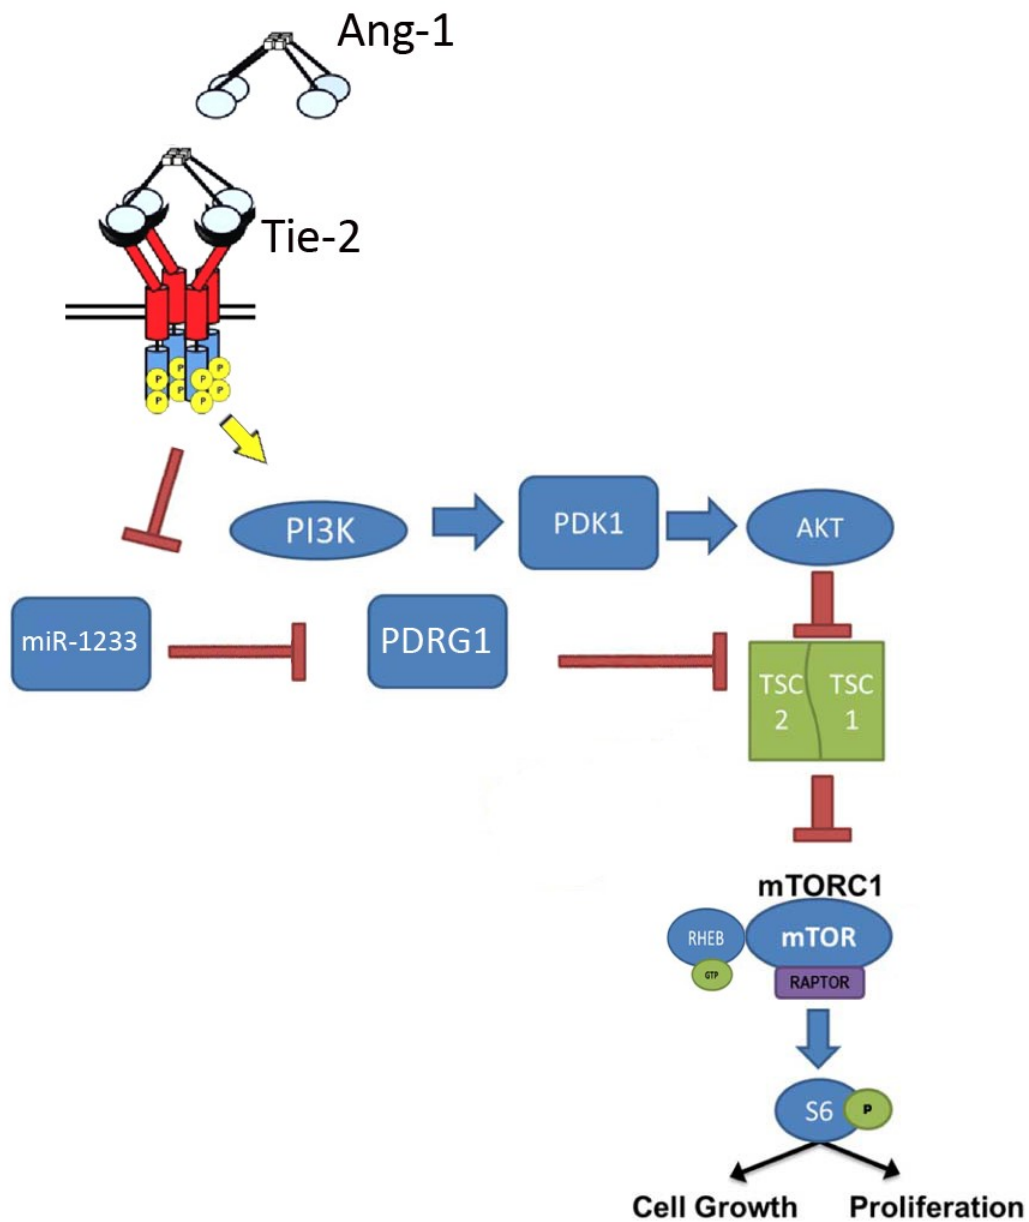 Ang-1
Tie-2
P
P
P
P
P
P
P
P
PI3K
PDK1
AKT
miR-1233
PDRG1
TSC
2
TSC
1
mTORC1
RHEB
GTP
mTOR
RAPTOR
S6
P
Cell Growth
Proliferation